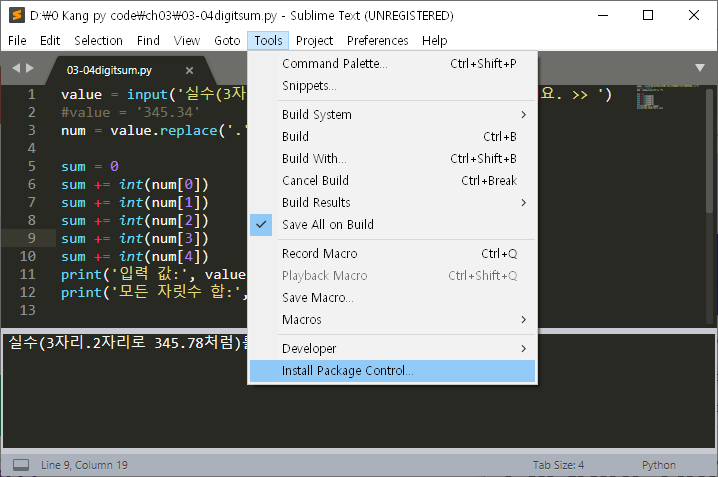 D:\0 Kang py code\ch03\03-04digitsum.py - Sublime Text (UNREGISTERED)
File Edit Selection Find View Goto Tools Project Preferences Help
03-04digitsum.py
1 value = input('실수(3자
요. >> ')
2 #value = '345.34'
3 num = value.replace('.'
4
5 sum = 0
6 sum += int(num[0])
7 sum += int(num[1])
8 sum += int(num[2])
9 sum += int(num[3])
10 sum += int(num[4])
11 print('입력 값:', value
12 print('모든 자릿수 합:',
13
Command Palette... Ctrl+Shift+P
Snippets...
Build System
Build Ctrl+B
Build With... Ctrl+Shift+B
Cancel Build Ctrl+Break
Build Results
Save All on Build
Record Macro Ctrl+Q
Playback Macro Ctrl+Shift+Q
Save Macro...
Macros
Developer
Install Package Control...
실수(3자리.2자리로 345.78처럼)를
Line 9, Column 19 Tab Size: 4 Python